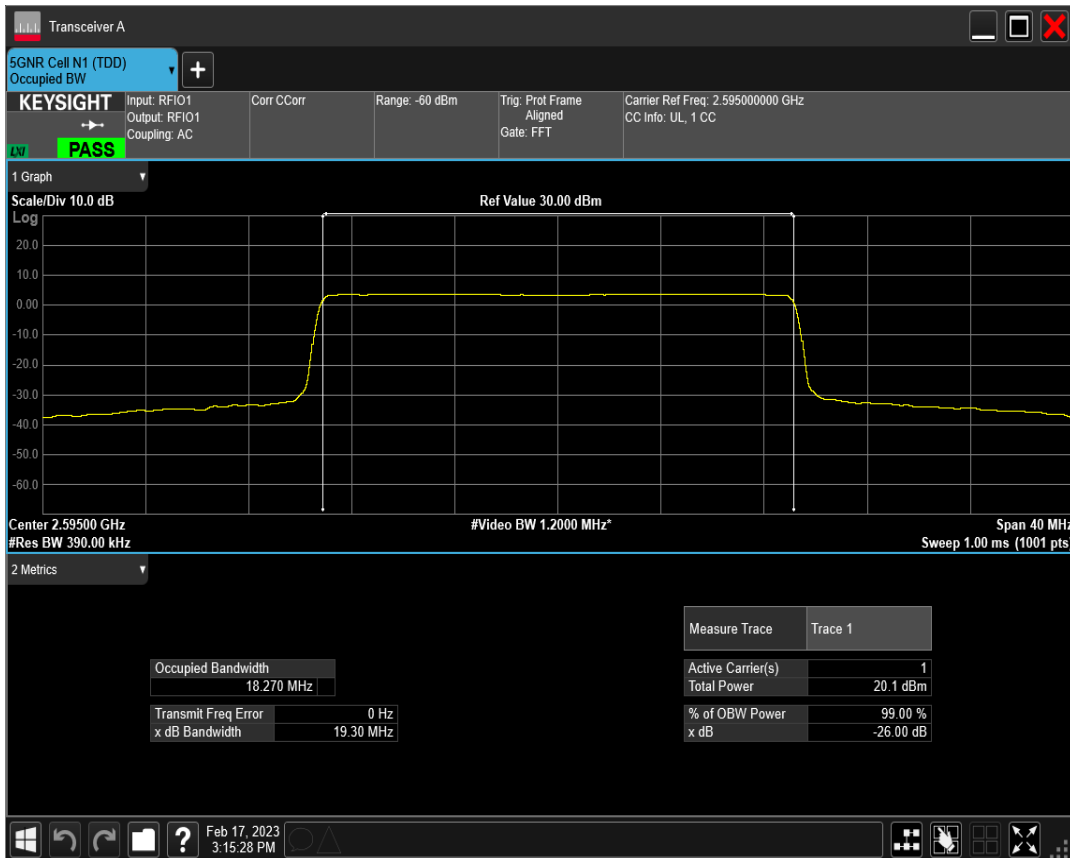 Transceiver A
5GNR Cell N1 (TDD)
Occupied BW
+
KEYSIGHT
LXI
PASS
Input: RFIO1
Output: RFIO1
Coupling: AC
Corr CCorr
Range: -60 dBm
Trig: Prot Frame
Aligned
Gate: FFT
Carrier Ref Freq: 2.595000000 GHz
CC Info: UL, 1 CC
1 Graph
Scale/Div 10.0 dB
Ref Value 30.00 dBm
Log
20.0
10.0
0.00
-10.0
-20.0
-30.0
-40.0
-50.0
-60.0
Center 2.59500 GHz
#Video BW 1.2000 MHz*
Span 40 MHz
#Res BW 390.00 kHz
Sweep 1.00 ms (1001 pts)
2 Metrics
Measure Trace Trace 1
Occupied Bandwidth
18.270 MHz
Active Carrier(s) 1
Total Power 20.1 dBm
Transmit Freq Error 0 Hz
x dB Bandwidth 19.30 MHz
% of OBW Power 99.00 %
x dB -26.00 dB
?
Feb 17, 2023
3:15:28 PM